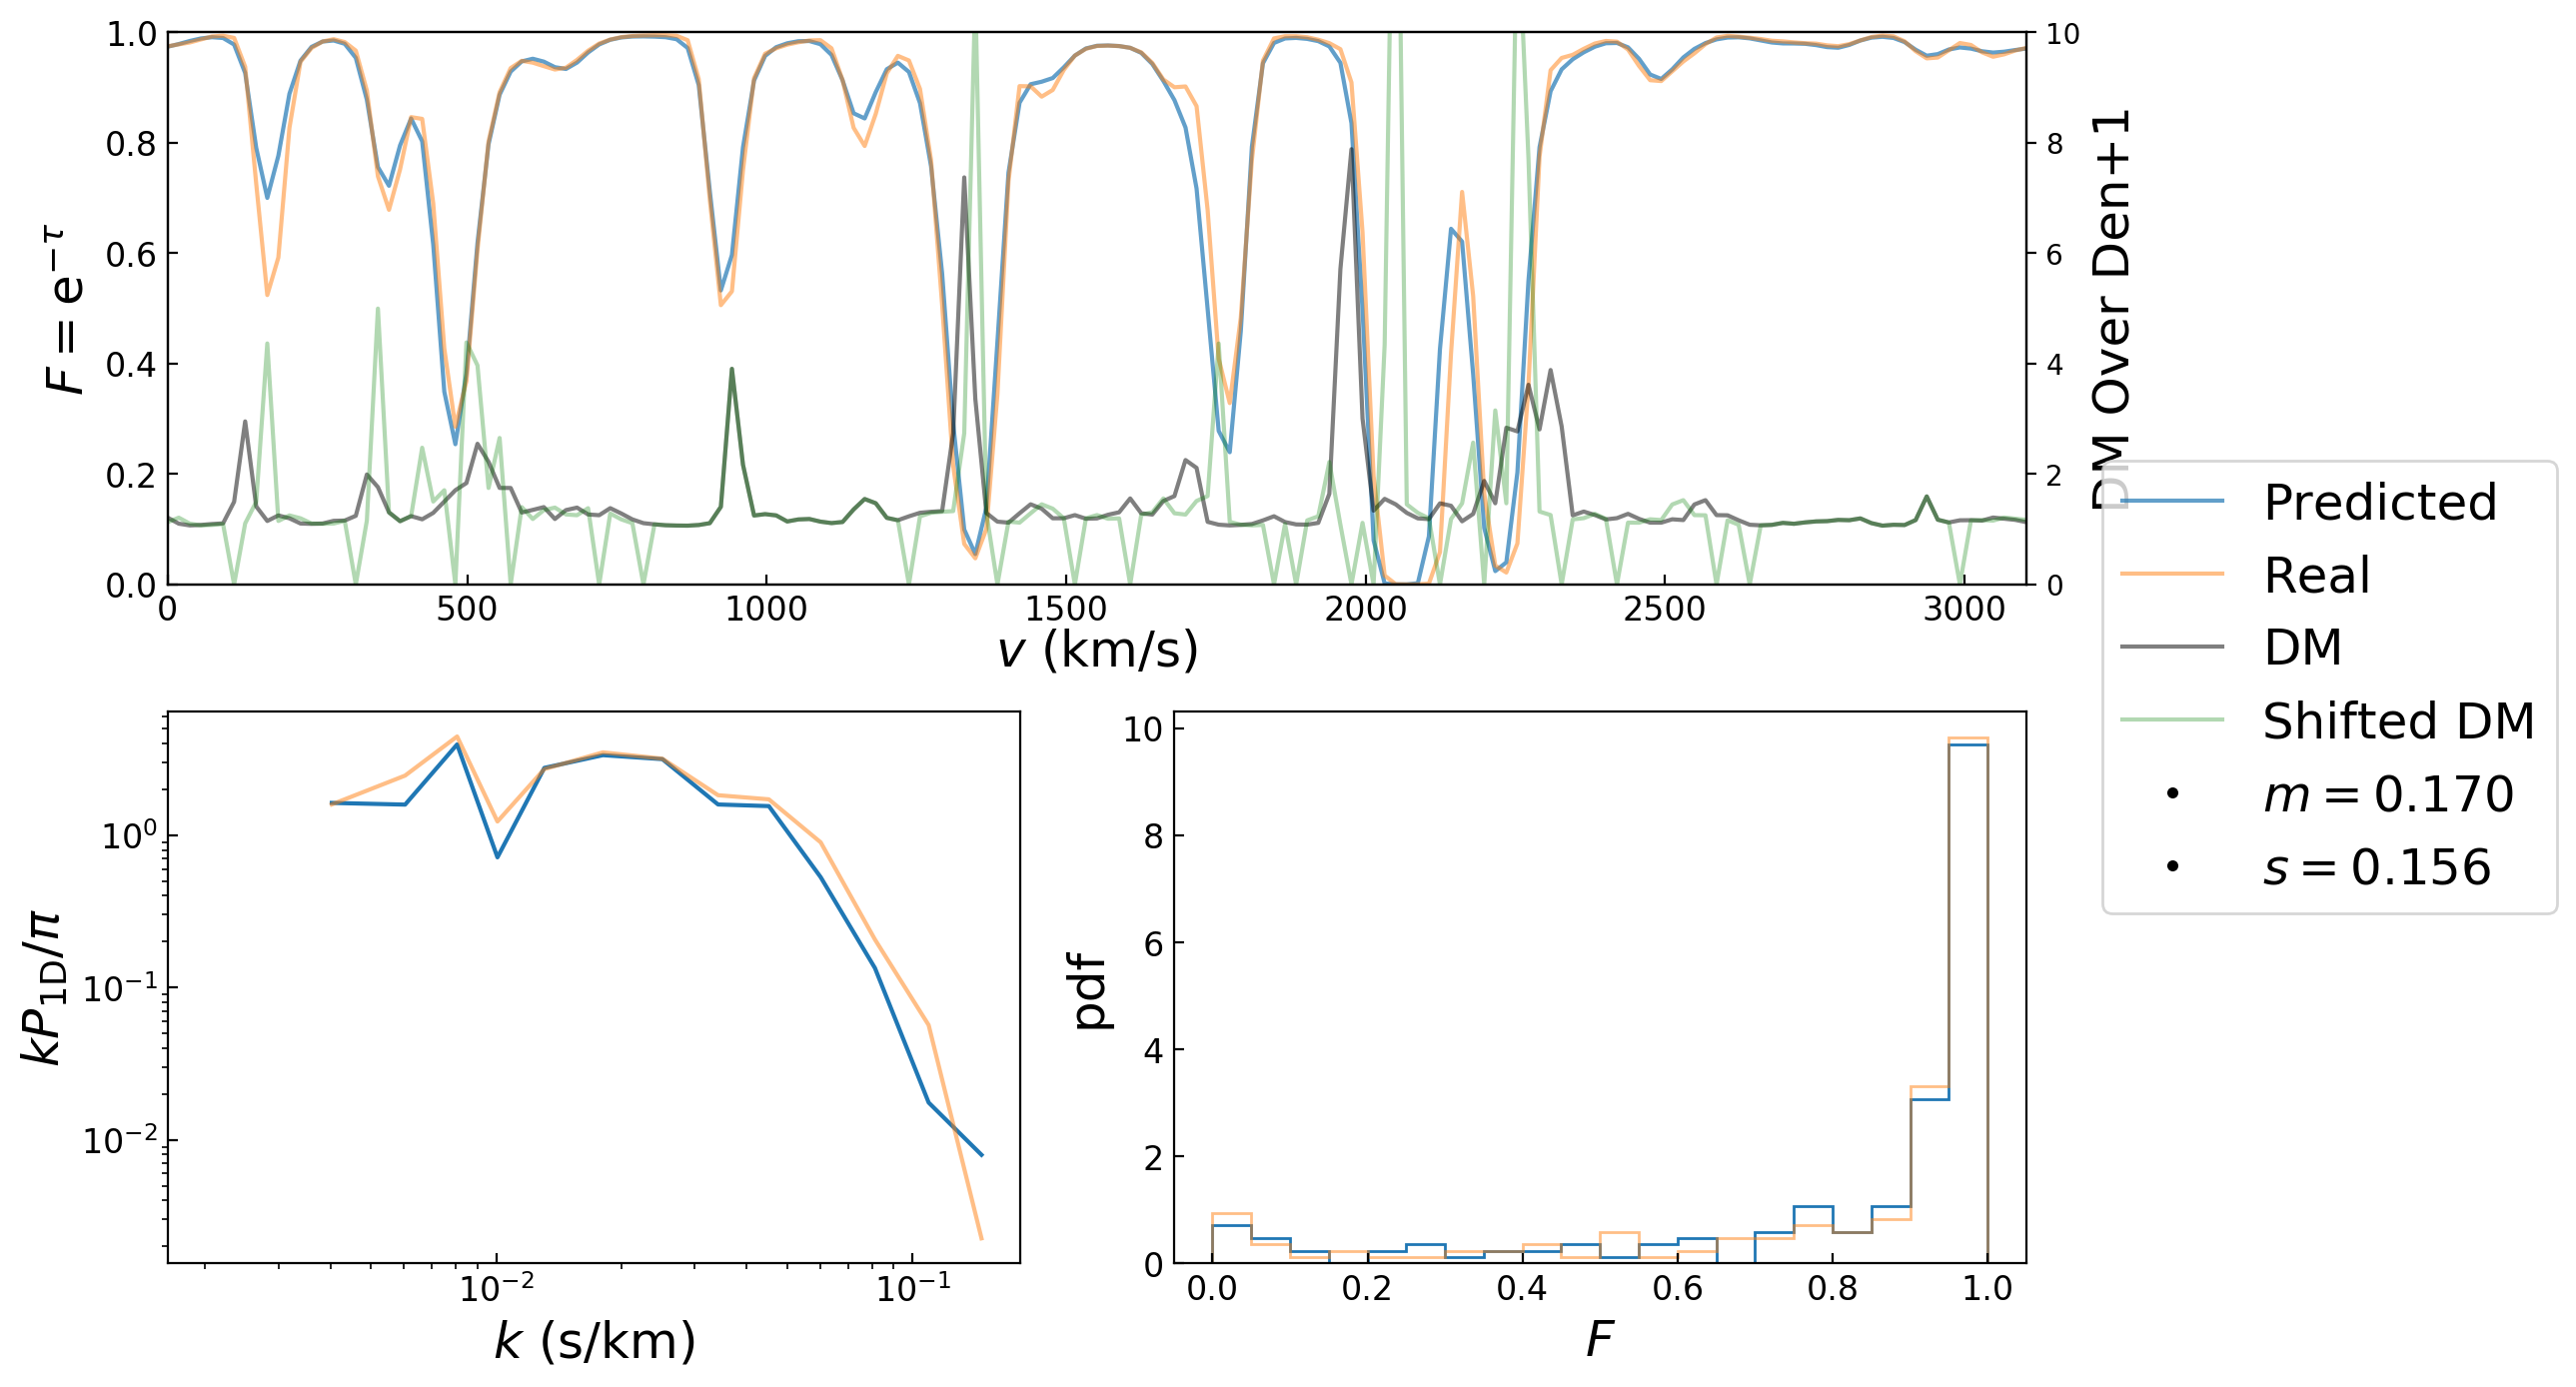 1.0
0.8
0.6
0.4
0.2
0.0
F = e^{−τ}
10
8
6
4
2
0
DM Over Den+1
0 500 1000 1500 2000 2500 3000
v (km/s)
Predicted
Real
DM
Shifted DM
m = 0.170
s = 0.156
10^0
10^{−1}
10^{−2}
kP_{1D}/π
10^{−2} 10^{−1}
k (s/km)
10
8
6
4
2
0
pdf
0.0 0.2 0.4 0.6 0.8 1.0
F